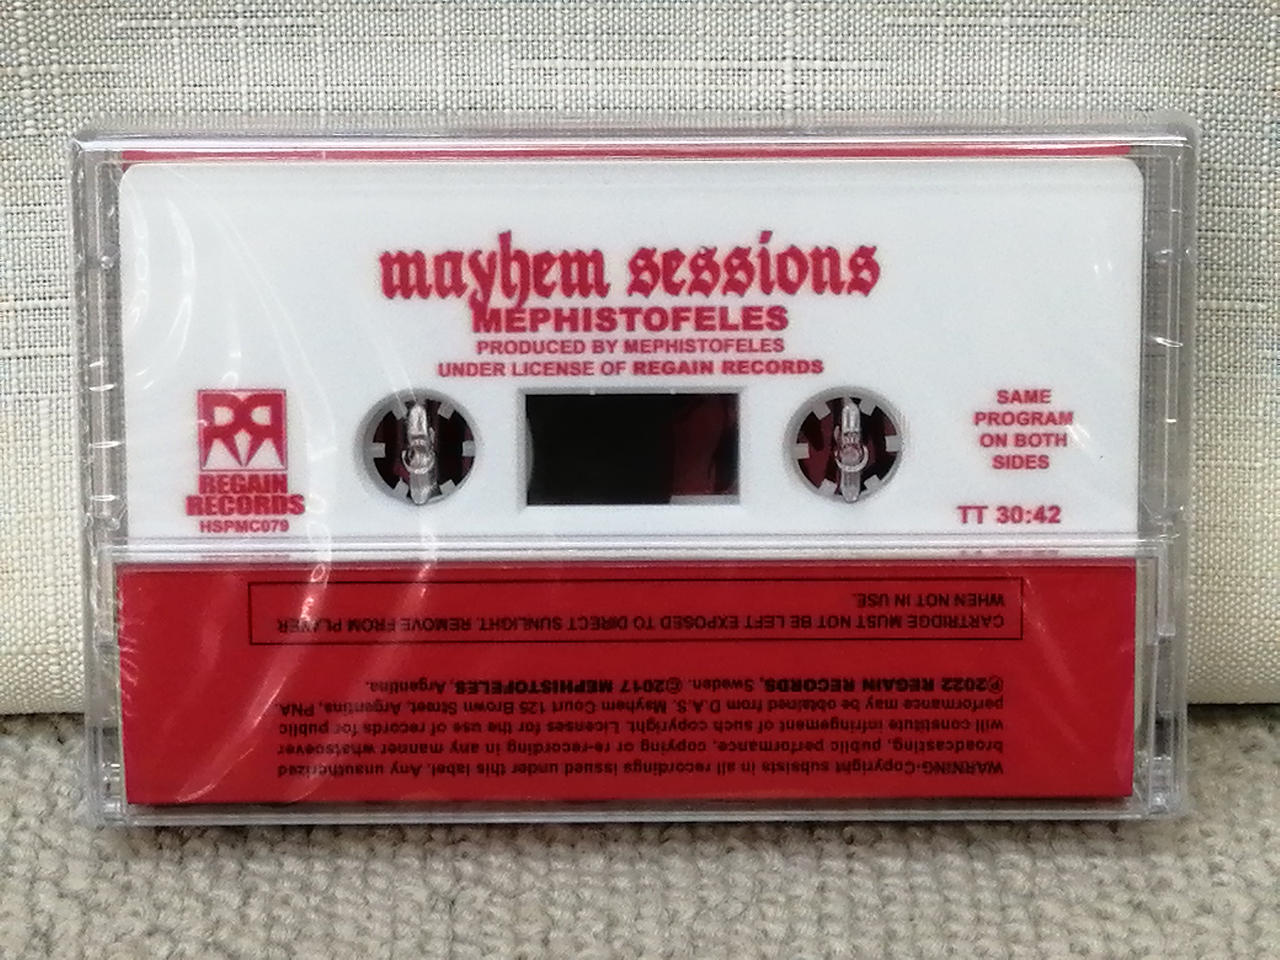 mayhem sessions
MEPHISTOFELES
PRODUCED BY MEPHISTOFELES
UNDER LICENSE OF REGAIN RECORDS
RR
REGAIN
RECORDS
HSPMC079
SAME
PROGRAM
ON BOTH
SIDES
TT 30:42
WARNING-Copyright subsists in all recordings issued under this label. Any unauthorized
broadcasting, public performance, copying or re-recording in any manner whatsoever
will constitute infringement of such copyright. Licenses for the use of records for public
performance may be obtained from D.A.S. Mayhem Court 125 Brown Street, Argentina, PNA.
℗2022 REGAIN RECORDS, Sweden. ©2017 MEPHISTOFELES, Argentina.
CARTRIDGE MUST NOT BE LEFT EXPOSED TO DIRECT SUNLIGHT. REMOVE FROM PLAYER
WHEN NOT IN USE.